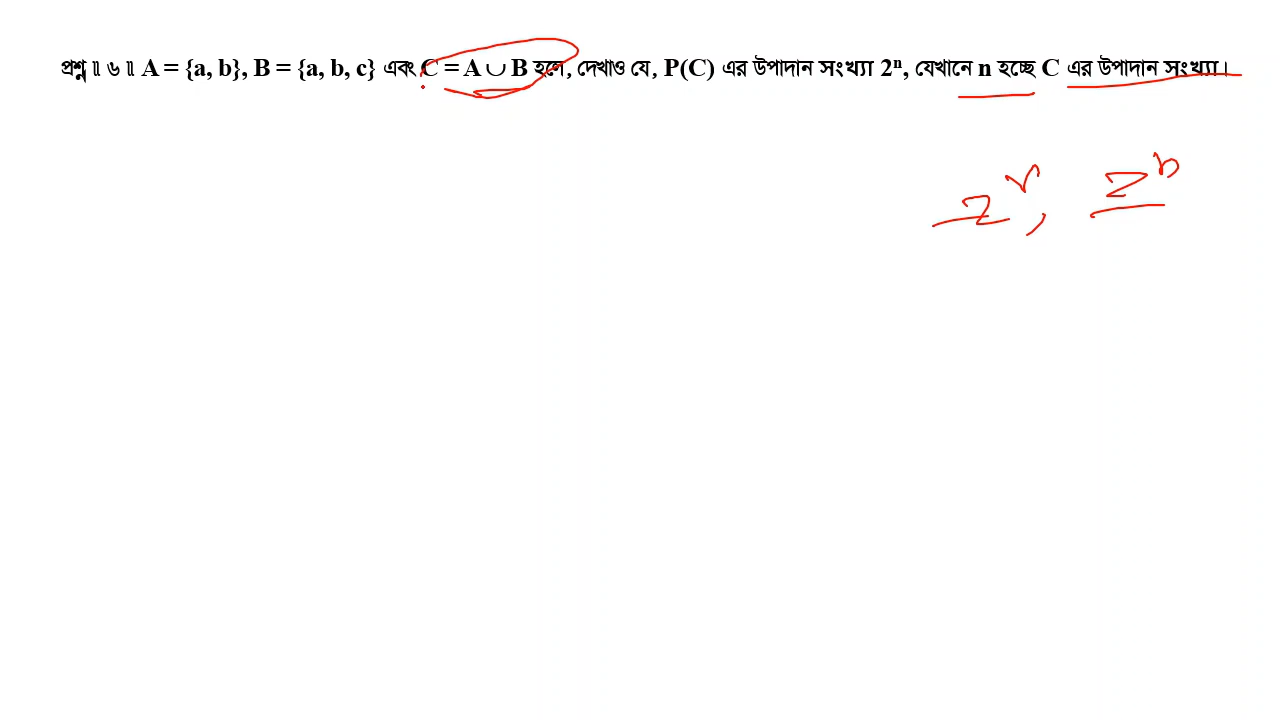 প্রশ্ন ॥ ৬ ॥ A = {a, b}, B = {a, b, c} এবং C = A ∪ B হলে, দেখাও যে, P(C) এর উপাদান সংখ্যা 2ⁿ, যেখানে n হচ্ছে C এর উপাদান সংখ্যা।